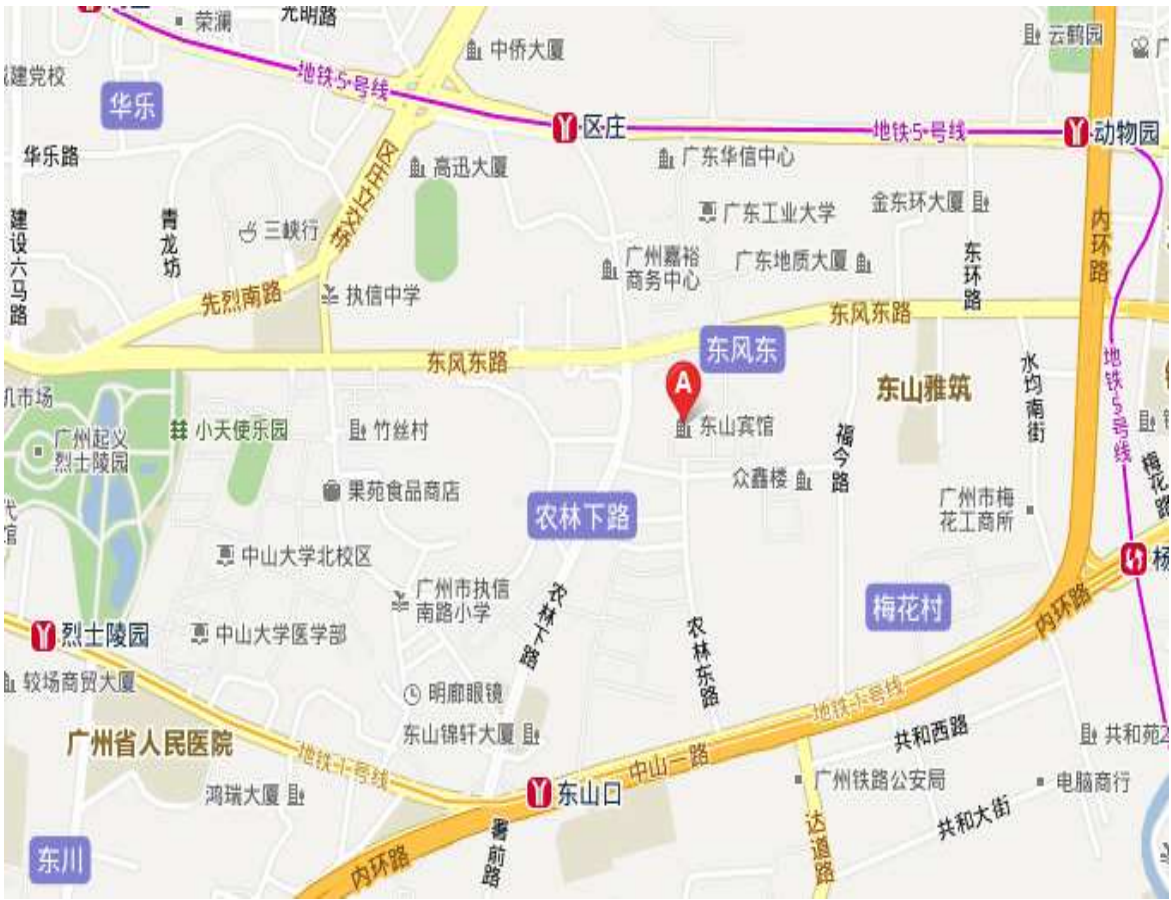 荣澜
光明路
中侨大厦
云鹤园
地铁5号线
华乐
区庄
地铁5号线
动物园
华乐路
区庄立交桥
高迅大厦
广东华信中心
建设六马路
青龙坊
三峡行
广东工业大学
金东环大厦
内环路
广州嘉裕
商务中心
广东地质大厦
东环路
先烈南路
执信中学
东风东路
东风东路
东风东
A
东山雅筑
水均南街
地铁5号线
广州起义
烈士陵园
小天使乐园
竹丝村
东山宾馆
福今路
众鑫楼
梅花路
果苑食品商店
农林下路
广州市梅
花工商所
中山大学北校区
广州市执信
南路小学
农林下路
梅花村
内环路
烈士陵园
中山大学医学部
农林东路
较场商贸大厦
明廊眼镜
地铁1号线
广州省人民医院
东山锦轩大厦
共和西路
共和苑2
地铁1号线
中山一路
鸿瑞大厦
东山口
广州铁路公安局
电脑商行
共和大街
署前路
达道路
东川
内环路